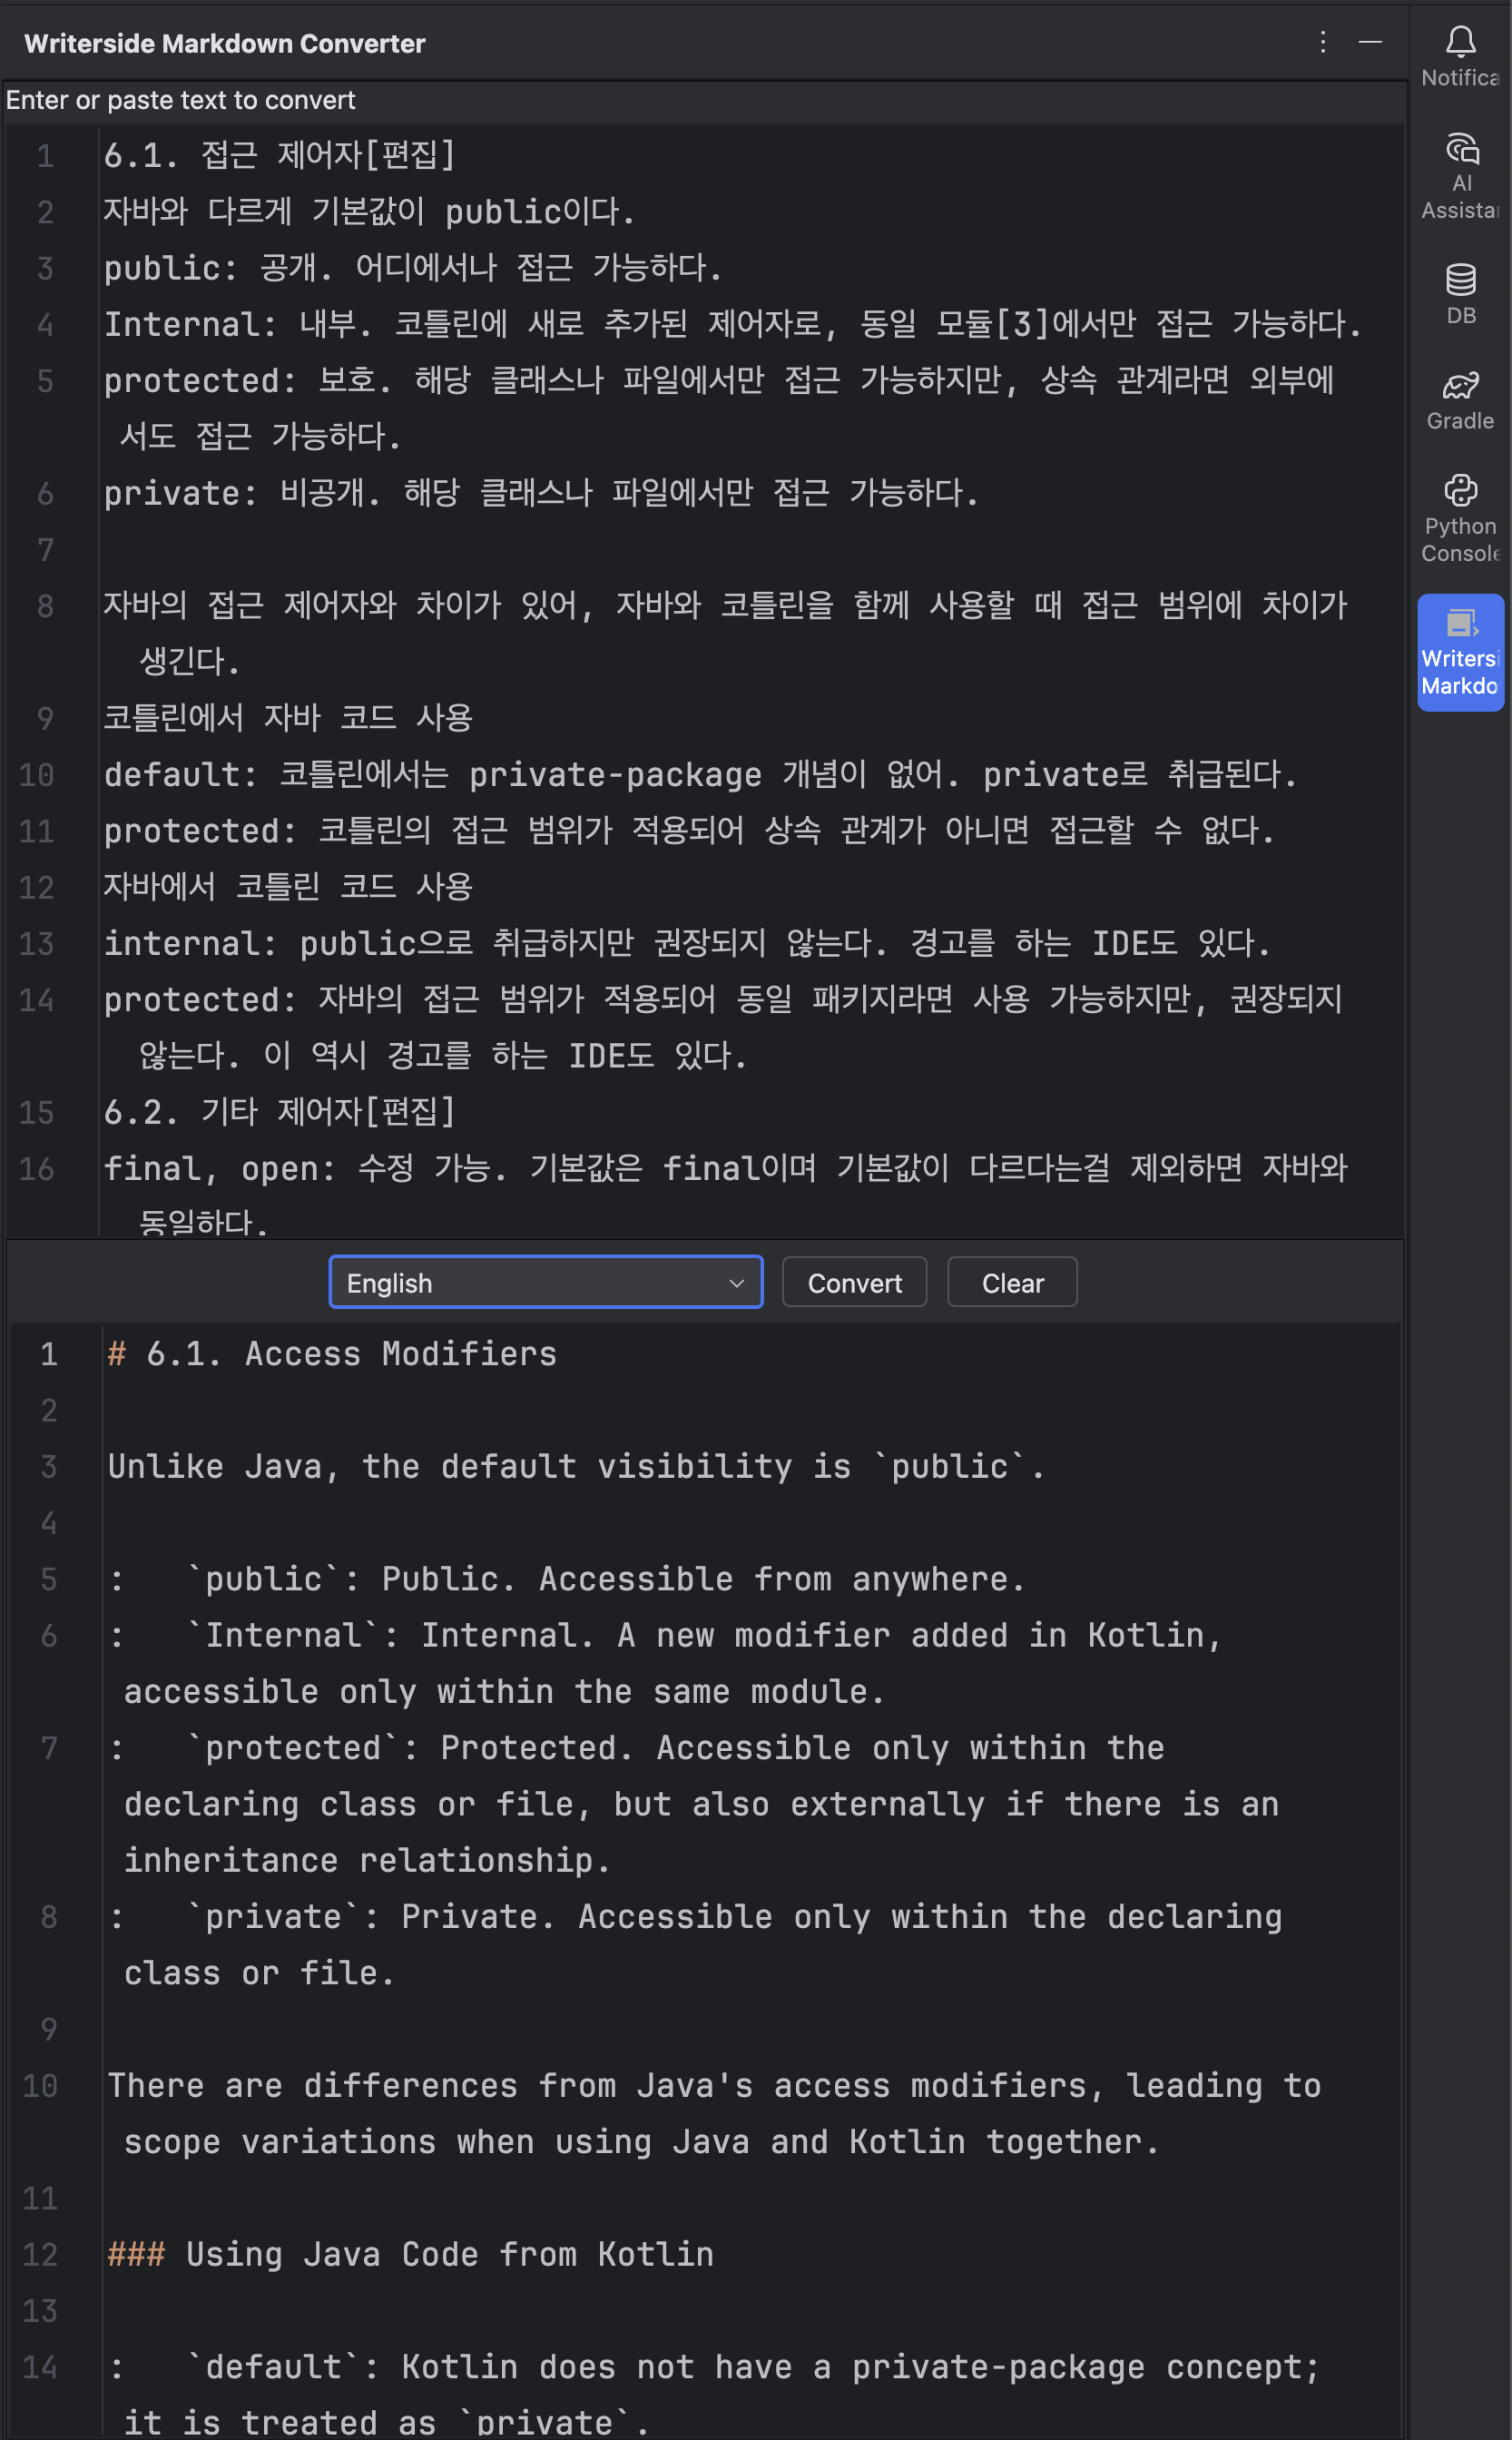 Writerside Markdown Converter
Enter or paste text to convert
1 6.1. 접근 제어자[편집]
2 자바와 다르게 기본값이 public이다.
3 public: 공개. 어디에서나 접근 가능하다.
4 Internal: 내부. 코틀린에 새로 추가된 제어자로, 동일 모듈[3]에서만 접근 가능하다.
5 protected: 보호. 해당 클래스나 파일에서만 접근 가능하지만, 상속 관계라면 외부에
서도 접근 가능하다.
6 private: 비공개. 해당 클래스나 파일에서만 접근 가능하다.
7
8 자바의 접근 제어자와 차이가 있어, 자바와 코틀린을 함께 사용할 때 접근 범위에 차이가
생긴다.
9 코틀린에서 자바 코드 사용
10 default: 코틀린에서는 private-package 개념이 없어. private로 취급된다.
11 protected: 코틀린의 접근 범위가 적용되어 상속 관계가 아니면 접근할 수 없다.
12 자바에서 코틀린 코드 사용
13 internal: public으로 취급하지만 권장되지 않는다. 경고를 하는 IDE도 있다.
14 protected: 자바의 접근 범위가 적용되어 동일 패키지라면 사용 가능하지만, 권장되지
않는다. 이 역시 경고를 하는 IDE도 있다.
15 6.2. 기타 제어자[편집]
16 final, open: 수정 가능. 기본값은 final이며 기본값이 다르다는걸 제외하면 자바와
동일하다.
English
Convert
Clear
1 # 6.1. Access Modifiers
2
3 Unlike Java, the default visibility is `public`.
4
5 :   `public`: Public. Accessible from anywhere.
6 :   `Internal`: Internal. A new modifier added in Kotlin,
accessible only within the same module.
7 :   `protected`: Protected. Accessible only within the
declaring class or file, but also externally if there is an
inheritance relationship.
8 :   `private`: Private. Accessible only within the declaring
class or file.
9
10 There are differences from Java's access modifiers, leading to
scope variations when using Java and Kotlin together.
11
12 ### Using Java Code from Kotlin
13
14 :   `default`: Kotlin does not have a private-package concept;
it is treated as `private`.
Notifica
AI
Assista
DB
Gradle
Python
Console
Writersi
Markdo